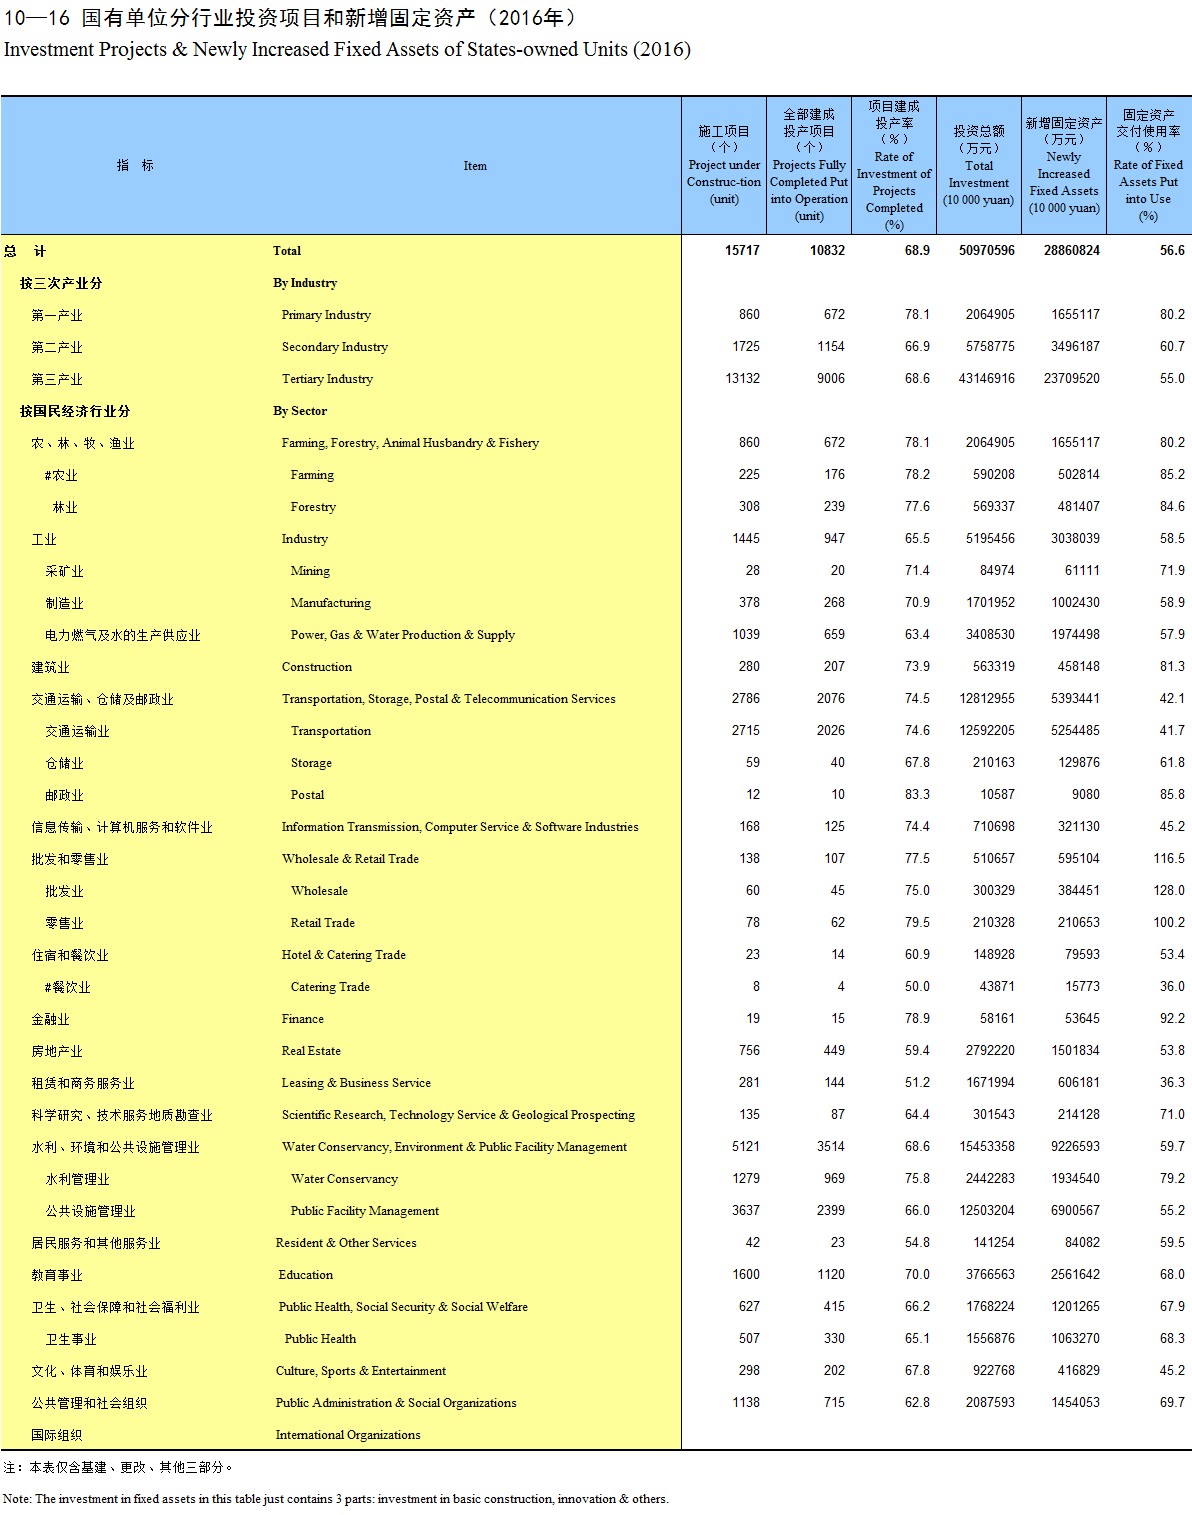 10—16 国有单位分行业投资项目和新增固定资产（2016年）
Investment Projects & Newly Increased Fixed Assets of States-owned Units (2016)
指 标 Item 施工项目（个） Project under Construc-tion (unit) 全部建成投产项目（个） Projects Fully Completed Put into Operation (unit) 项目建成投产率（%） Rate of Investment of Projects Completed (%) 投资总额（万元） Total Investment (10 000 yuan) 新增固定资产（万元） Newly Increased Fixed Assets (10 000 yuan) 固定资产交付使用率（%） Rate of Fixed Assets Put into Use (%)
总 计 Total 15717 10832 68.9 50970596 28860824 56.6
按三次产业分 By Industry
第一产业 Primary Industry 860 672 78.1 2064905 1655117 80.2
第二产业 Secondary Industry 1725 1154 66.9 5758775 3496187 60.7
第三产业 Tertiary Industry 13132 9006 68.6 43146916 23709520 55.0
按国民经济行业分 By Sector
农、林、牧、渔业 Farming, Forestry, Animal Husbandry & Fishery 860 672 78.1 2064905 1655117 80.2
#农业 Farming 225 176 78.2 590208 502814 85.2
林业 Forestry 308 239 77.6 569337 481407 84.6
工业 Industry 1445 947 65.5 5195456 3038039 58.5
采矿业 Mining 28 20 71.4 84974 61111 71.9
制造业 Manufacturing 378 268 70.9 1701952 1002430 58.9
电力燃气及水的生产供应业 Power, Gas & Water Production & Supply 1039 659 63.4 3408530 1974498 57.9
建筑业 Construction 280 207 73.9 563319 458148 81.3
交通运输、仓储及邮政业 Transportation, Storage, Postal & Telecommunication Services 2786 2076 74.5 12812955 5393441 42.1
交通运输业 Transportation 2715 2026 74.6 12592205 5254485 41.7
仓储业 Storage 59 40 67.8 210163 129876 61.8
邮政业 Postal 12 10 83.3 10587 9080 85.8
信息传输、计算机服务和软件业 Information Transmission, Computer Service & Software Industries 168 125 74.4 710698 321130 45.2
批发和零售业 Wholesale & Retail Trade 138 107 77.5 510657 595104 116.5
批发业 Wholesale 60 45 75.0 300329 384451 128.0
零售业 Retail Trade 78 62 79.5 210328 210653 100.2
住宿和餐饮业 Hotel & Catering Trade 23 14 60.9 148928 79593 53.4
#餐饮业 Catering Trade 8 4 50.0 43871 15773 36.0
金融业 Finance 19 15 78.9 58161 53645 92.2
房地产业 Real Estate 756 449 59.4 2792220 1501834 53.8
租赁和商务服务业 Leasing & Business Service 281 144 51.2 1671994 606181 36.3
科学研究、技术服务地质勘查业 Scientific Research, Technology Service & Geological Prospecting 135 87 64.4 301543 214128 71.0
水利、环境和公共设施管理业 Water Conservancy, Environment & Public Facility Management 5121 3514 68.6 15453358 9226593 59.7
水利管理业 Water Conservancy 1279 969 75.8 2442283 1934540 79.2
公共设施管理业 Public Facility Management 3637 2399 66.0 12503204 6900567 55.2
居民服务和其他服务业 Resident & Other Services 42 23 54.8 141254 84082 59.5
教育事业 Education 1600 1120 70.0 3766563 2561642 68.0
卫生、社会保障和社会福利业 Public Health, Social Security & Social Welfare 627 415 66.2 1768224 1201265 67.9
卫生事业 Public Health 507 330 65.1 1556876 1063270 68.3
文化、体育和娱乐业 Culture, Sports & Entertainment 298 202 67.8 922768 416829 45.2
公共管理和社会组织 Public Administration & Social Organizations 1138 715 62.8 2087593 1454053 69.7
国际组织 International Organizations
注：本表仅含基建、更改、其他三部分。
Note: The investment in fixed assets in this table just contains 3 parts: investment in basic construction, innovation & others.